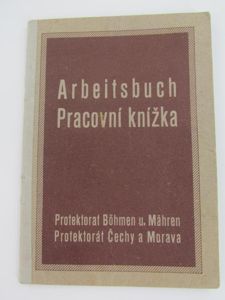 Arbeitsbuch
Pracovní knížka
Protektorat Böhmen u. Mähren
Protektorát Čechy a Morava